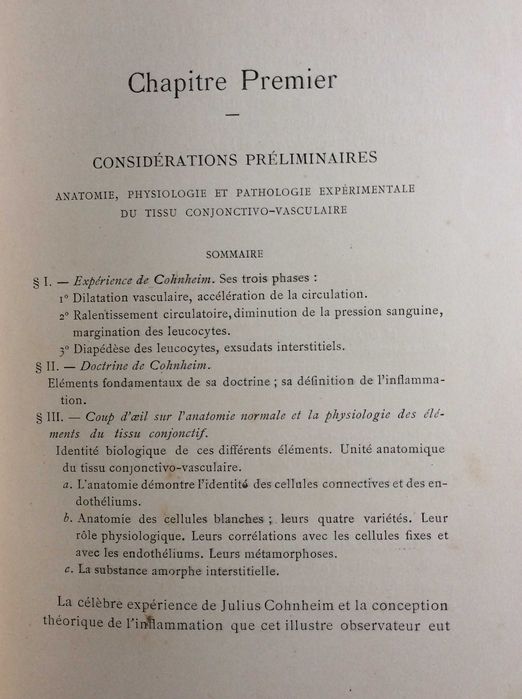 Chapitre Premier
—
CONSIDÉRATIONS PRÉLIMINAIRES
ANATOMIE, PHYSIOLOGIE ET PATHOLOGIE EXPÉRIMENTALE
DU TISSU CONJONCTIVO-VASCULAIRE
SOMMAIRE
§ I. — Expérience de Cohnheim. Ses trois phases :
1º Dilatation vasculaire, accélération de la circulation.
2º Ralentissement circulatoire, diminution de la pression sanguine,
margination des leucocytes.
3º Diapédèse des leucocytes, exsudats interstitiels.
§ II. — Doctrine de Cohnheim.
Eléments fondamentaux de sa doctrine ; sa définition de l'inflamma-
tion.
§ III. — Coup d'œil sur l'anatomie normale et la physiologie des élé-
ments du tissu conjonctif.
Identité biologique de ces différents éléments. Unité anatomique
du tissu conjonctivo-vasculaire.
a. L'anatomie démontre l'identité des cellules connectives et des en-
dothéliums.
b. Anatomie des cellules blanches ; leurs quatre variétés. Leur
rôle physiologique. Leurs corrélations avec les cellules fixes et
avec les endothéliums. Leurs métamorphoses.
c. La substance amorphe interstitielle.
La célèbre expérience de Julius Cohnheim et la conception
théorique de l'inflammation que cet illustre observateur eut